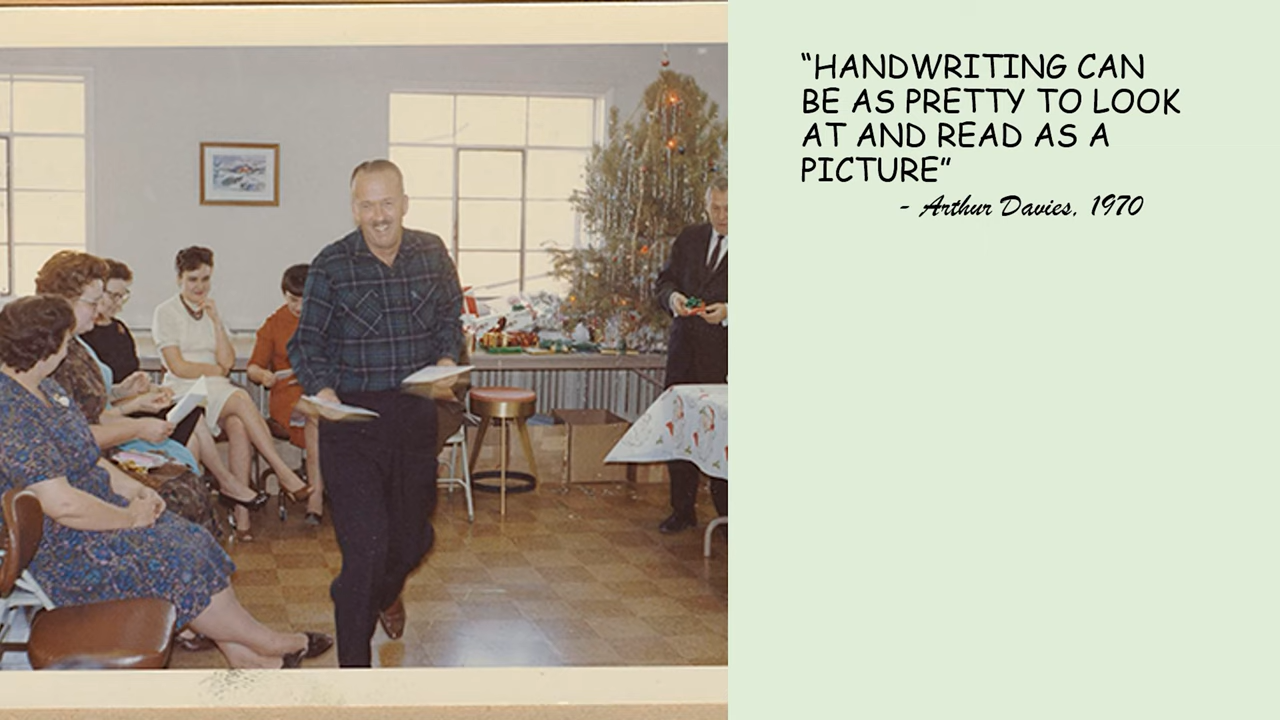 “HANDWRITING CAN
BE AS PRETTY TO LOOK
AT AND READ AS A
PICTURE”
- Arthur Davies, 1970